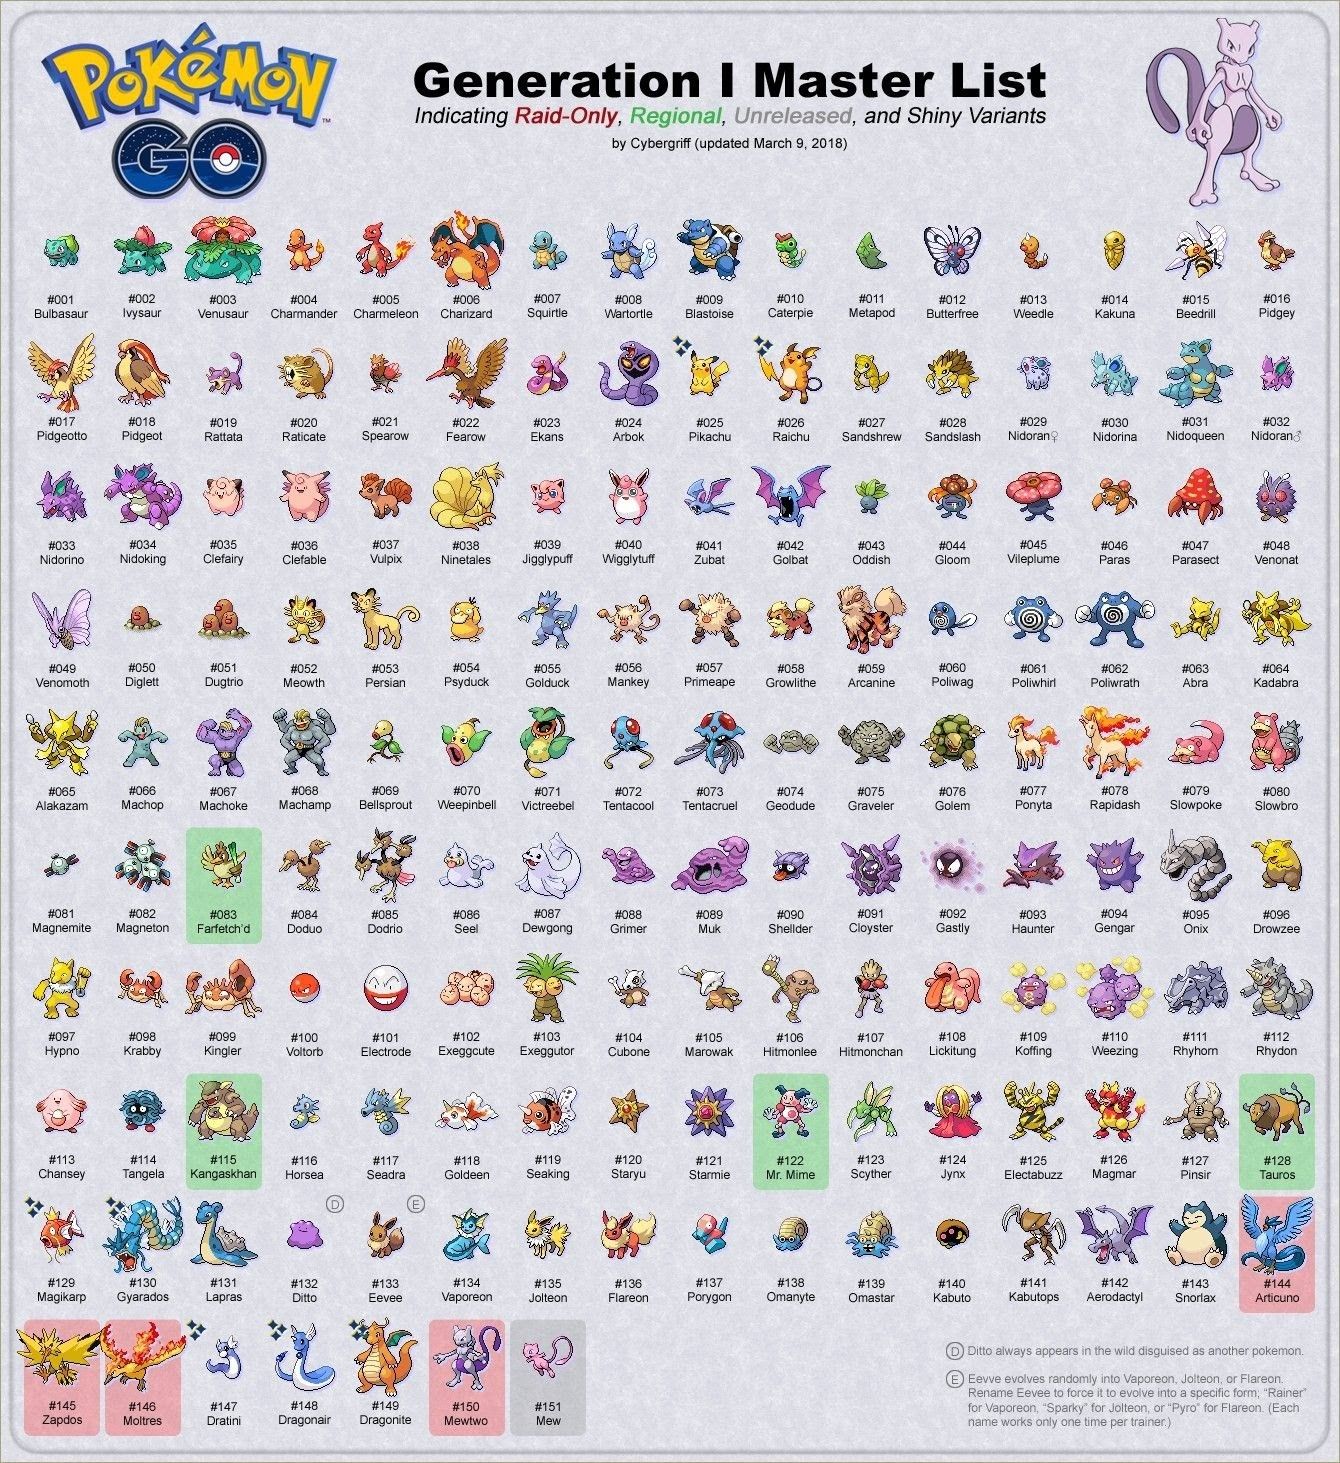 POKéMON
™
GO
Generation I Master List
Indicating Raid-Only, Regional, Unreleased, and Shiny Variants
by Cybergriff (updated March 9, 2018)
#001 #002 #003 #004 #005 #006 #007 #008 #009 #010 #011 #012 #013 #014 #015 #016
Bulbasaur Ivysaur Venusaur Charmander Charmeleon Charizard Squirtle Wartortle Blastoise Caterpie Metapod Butterfree Weedle Kakuna Beedrill Pidgey
#017 #018 #019 #020 #021 #022 #023 #024 #025 #026 #027 #028 #029 #030 #031 #032
Pidgeotto Pidgeot Rattata Raticate Spearow Fearow Ekans Arbok Pikachu Raichu Sandshrew Sandslash Nidoran♀ Nidorina Nidoqueen Nidoran♂
#033 #034 #035 #036 #037 #038 #039 #040 #041 #042 #043 #044 #045 #046 #047 #048
Nidorino Nidoking Clefairy Clefable Vulpix Ninetales Jigglypuff Wigglytuff Zubat Golbat Oddish Gloom Vileplume Paras Parasect Venonat
#049 #050 #051 #052 #053 #054 #055 #056 #057 #058 #059 #060 #061 #062 #063 #064
Venomoth Diglett Dugtrio Meowth Persian Psyduck Golduck Mankey Primeape Growlithe Arcanine Poliwag Poliwhirl Poliwrath Abra Kadabra
#065 #066 #067 #068 #069 #070 #071 #072 #073 #074 #075 #076 #077 #078 #079 #080
Alakazam Machop Machoke Machamp Bellsprout Weepinbell Victreebel Tentacool Tentacruel Geodude Graveler Golem Ponyta Rapidash Slowpoke Slowbro
#081 #082 #083 #084 #085 #086 #087 #088 #089 #090 #091 #092 #093 #094 #095 #096
Magnemite Magneton Farfetch'd Doduo Dodrio Seel Dewgong Grimer Muk Shellder Cloyster Gastly Haunter Gengar Onix Drowzee
#097 #098 #099 #100 #101 #102 #103 #104 #105 #106 #107 #108 #109 #110 #111 #112
Hypno Krabby Kingler Voltorb Electrode Exeggcute Exeggutor Cubone Marowak Hitmonlee Hitmonchan Lickitung Koffing Weezing Rhyhorn Rhydon
#113 #114 #115 #116 #117 #118 #119 #120 #121 #122 #123 #124 #125 #126 #127 #128
Chansey Tangela Kangaskhan Horsea Seadra Goldeen Seaking Staryu Starmie Mr. Mime Scyther Jynx Electabuzz Magmar Pinsir Tauros
D E
#129 #130 #131 #132 #133 #134 #135 #136 #137 #138 #139 #140 #141 #142 #143 #144
Magikarp Gyarados Lapras Ditto Eevee Vaporeon Jolteon Flareon Porygon Omanyte Omastar Kabuto Kabutops Aerodactyl Snorlax Articuno
#145 #146 #147 #148 #149 #150 #151
Zapdos Moltres Dratini Dragonair Dragonite Mewtwo Mew
D Ditto always appears in the wild disguised as another pokemon.
E Eevve evolves randomly into Vaporeon, Jolteon, or Flareon.
Rename Eevee to force it to evolve into a specific form; "Rainer"
for Vaporeon, "Sparky" for Jolteon, or "Pyro" for Flareon. (Each
name works only one time per trainer.)